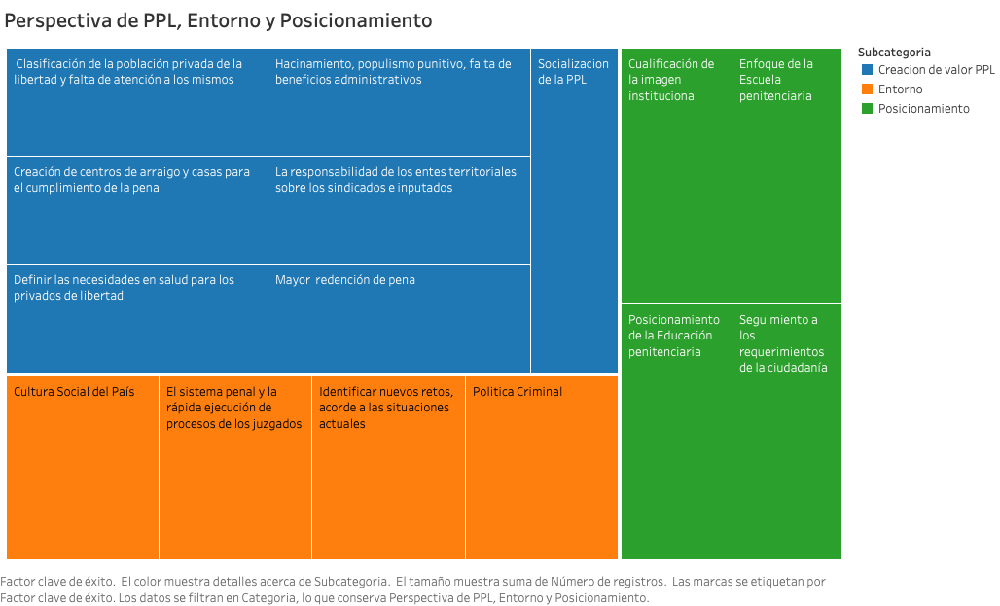 Perspectiva de PPL, Entorno y Posicionamiento
Clasificación de la población privada de la
libertad y falta de atención a los mismos
Hacinamiento, populismo punitivo, falta de
beneficios administrativos
Socializacion
de la PPL
Creación de centros de arraigo y casas para
el cumplimiento de la pena
La responsabilidad de los entes territoriales
sobre los sindicados e inputados
Definir las necesidades en salud para los
privados de libertad
Mayor redención de pena
Cultura Social del País
El sistema penal y la
rápida ejecución de
procesos de los juzgados
Identificar nuevos retos,
acorde a las situaciones
actuales
Politica Criminal
Cualificación de
la imagen
institucional
Enfoque de la
Escuela
penitenciaria
Posicionamiento
de la Educación
penitenciaria
Seguimiento a
los
requerimientos
de la ciudadanía
Subcategoria
Creacion de valor PPL
Entorno
Posicionamiento
Factor clave de éxito. El color muestra detalles acerca de Subcategoria. El tamaño muestra suma de Número de registros. Las marcas se etiquetan por
Factor clave de éxito. Los datos se filtran en Categoria, lo que conserva Perspectiva de PPL, Entorno y Posicionamiento.